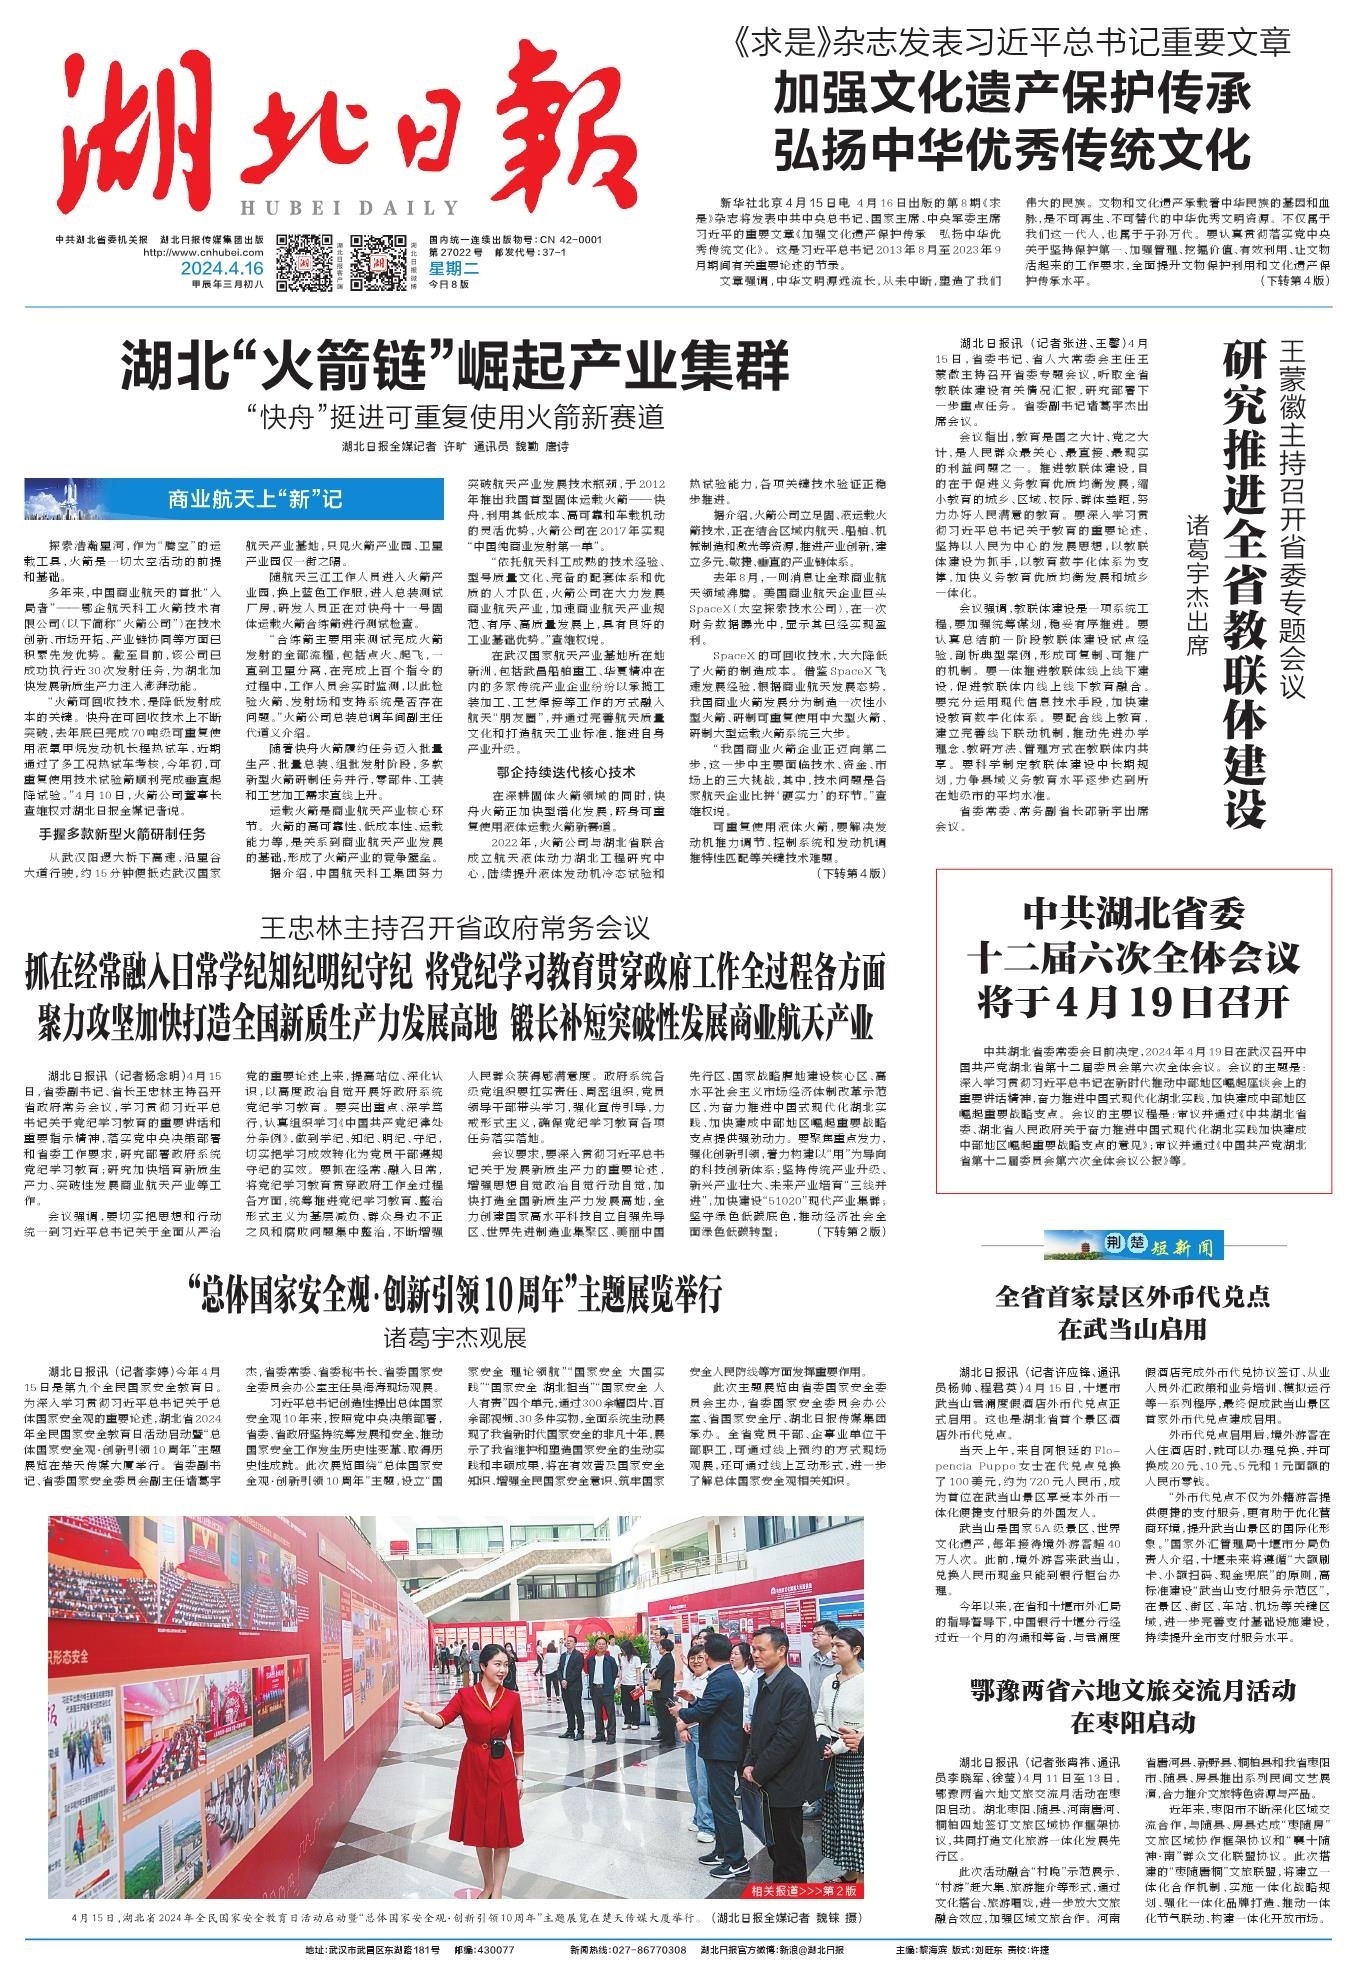 湖北日報
HUBEI DAILY
中共湖北省委机关报 湖北日报传媒集团出版
http://www.cnhubei.com
2024.4.16
甲辰年三月初八
湖北日报客户端
湖北日报微博
国内统一连续出版物号:CN 42-0001
第27022号 邮发代号:37-1
星期二
今日8版
《求是》杂志发表习近平总书记重要文章
加强文化遗产保护传承
弘扬中华优秀传统文化
新华社北京4月15日电 4月16日出版的第8期《求
是》杂志将发表中共中央总书记、国家主席、中央军委主席
习近平的重要文章《加强文化遗产保护传承 弘扬中华优
秀传统文化》。这是习近平总书记2013年8月至2023年9
月期间有关重要论述的节录。
文章强调,中华文明源远流长,从未中断,塑造了我们
伟大的民族。文物和文化遗产承载着中华民族的基因和血
脉,是不可再生、不可替代的中华优秀文明资源。不仅属于
我们这一代人,也属于子孙万代。要认真贯彻落实党中央
关于坚持保护第一、加强管理、挖掘价值、有效利用、让文物
活起来的工作要求,全面提升文物保护利用和文化遗产保
护传承水平。 (下转第4版)
湖北“火箭链”崛起产业集群
“快舟”挺进可重复使用火箭新赛道
湖北日报全媒记者 许旷 通讯员 魏勤 唐诗
商业航天上“新”记
探索浩瀚星河,作为“腾空”的运
载工具,火箭是一切太空活动的前提
和基础。
多年来,中国商业航天的首批“入
局者”——鄂企航天科工火箭技术有
限公司(以下简称“火箭公司”)在技术
创新、市场开拓、产业链协同等方面已
积累先发优势。截至目前,该公司已
成功执行近30次发射任务,为湖北加
快发展新质生产力注入澎湃动能。
“火箭可回收技术,是降低发射成
本的关键。快舟在可回收技术上不断
突破,去年底已完成70吨级可重复使
用液氧甲烷发动机长程热试车,近期
通过了多工况热试车考核,今年初,可
重复使用技术试验箭顺利完成垂直起
降试验。”4月10日,火箭公司董事长
查雄权对湖北日报全媒记者说。
手握多款新型火箭研制任务
从武汉阳逻大桥下高速,沿星谷
大道行驶,约15分钟便抵达武汉国家
航天产业基地,只见火箭产业园、卫星
产业园仅一街之隔。
随航天三江工作人员进入火箭产
业园,换上蓝色工作服,进入总装测试
厂房,研发人员正在对快舟十一号固
体运载火箭合练箭进行测试检查。
“合练箭主要用来测试完成火箭
发射的全部流程,包括点火、起飞,一
直到卫星分离,在完成上百个指令的
过程中,工作人员会实时监测,以此检
验火箭、发射场和支持系统是否存在
问题。”火箭公司总装总调车间副主任
代道义介绍。
随着快舟火箭履约任务迈入批量
生产、批量总装、组批发射阶段,多款
新型火箭研制任务并行,零部件、工装
和工艺加工需求直线上升。
运载火箭是商业航天产业核心环
节。火箭的高可靠性、低成本性、运载
能力等,是关系到商业航天产业发展
的基础,形成了火箭产业的竞争壁垒。
据介绍,中国航天科工集团努力
突破航天产业发展技术瓶颈,于2012
年推出我国首型固体运载火箭——快
舟,利用其低成本、高可靠和车载机动
的灵活优势,火箭公司在2017年实现
“中国纯商业发射第一单”。
“依托航天科工成熟的技术经验、
型号质量文化、完备的配套体系和优
质的人才队伍,火箭公司在大力发展
商业航天产业,加速商业航天产业规
范、有序、高质量发展上,具有良好的
工业基础优势。”查雄权说。
在武汉国家航天产业基地所在地
新洲,包括武昌船舶重工、华夏精冲在
内的多家传统产业企业纷纷以承揽工
装加工、工艺焊接等工作的方式融入
航天“朋友圈”,并通过完善航天质量
文化和打造航天工业标准,推进自身
产业升级。
鄂企持续迭代核心技术
在深耕固体火箭领域的同时,快
舟火箭正加快型谱化发展,跻身可重
复使用液体运载火箭新赛道。
2022年,火箭公司与湖北省联合
成立航天液体动力湖北工程研究中
心,陆续提升液体发动机冷态试验和
热试验能力,各项关键技术验证正稳
步推进。
据介绍,火箭公司立足固、液运载火
箭技术,正在结合区域内航天、船舶、机
械制造和激光等资源,推进产业创新,建
立多元、敏捷、垂直的产业链体系。
去年8月,一则消息让全球商业航
天领域沸腾。美国商业航天企业巨头
SpaceX(太空探索技术公司),在一次
财务数据曝光中,显示其已经实现盈
利。
SpaceX的可回收技术,大大降低
了火箭的制造成本。借鉴SpaceX飞
速发展经验,根据商业航天发展态势,
我国商业火箭发展分为制造一次性小
型火箭、研制可重复使用中大型火箭、
研制大型运载火箭系统三大步。
“我国商业火箭企业正迈向第二
步,这一步中主要面临技术、资金、市
场上的三大挑战,其中,技术问题是各
家航天企业比拼‘硬实力’的环节。”查
雄权说。
可重复使用液体火箭,要解决发
动机推力调节、控制系统和发动机调
推特性匹配等关键技术难题。
(下转第4版)
王蒙徽主持召开省委专题会议
研究推进全省教联体建设
诸葛宇杰出席
湖北日报讯(记者张进、王馨)4月
15日,省委书记、省人大常委会主任王
蒙徽主持召开省委专题会议,听取全省
教联体建设有关情况汇报,研究部署下
一步重点任务。省委副书记诸葛宇杰出
席会议。
会议指出,教育是国之大计、党之大
计,是人民群众最关心、最直接、最现实
的利益问题之一。推进教联体建设,目
的在于促进义务教育优质均衡发展,缩
小教育的城乡、区域、校际、群体差距,努
力办好人民满意的教育。要深入学习贯
彻习近平总书记关于教育的重要论述,
坚持以人民为中心的发展思想,以教联
体建设为抓手,以教育数字化体系为支
撑,加快义务教育优质均衡发展和城乡
一体化。
会议强调,教联体建设是一项系统工
程,要加强统筹谋划,稳妥有序推进。要
认真总结前一阶段教联体建设试点经
验,剖析典型案例,形成可复制、可推广
的机制。要一体推进教联体线上线下建
设,促进教联体内线上线下教育融合。
要充分运用现代信息技术手段,加快建
设教育数字化体系。要配合线上教育,
建立完善线下联动机制,推动先进办学
理念、教研方法、管理方式在教联体内共
享。要科学制定教联体建设中长期规
划,力争县域义务教育水平逐步达到所
在地级市的平均水准。
省委常委、常务副省长邵新宇出席
会议。
中共湖北省委
十二届六次全体会议
将于4月19日召开
中共湖北省委常委会日前决定,2024年4月19日在武汉召开中
国共产党湖北省第十二届委员会第六次全体会议。会议的主题是:
深入学习贯彻习近平总书记在新时代推动中部地区崛起座谈会上的
重要讲话精神,奋力推进中国式现代化湖北实践,加快建成中部地区
崛起重要战略支点。会议的主要议程是:审议并通过《中共湖北省
委、湖北省人民政府关于奋力推进中国式现代化湖北实践加快建成
中部地区崛起重要战略支点的意见》;审议并通过《中国共产党湖北
省第十二届委员会第六次全体会议公报》等。
王忠林主持召开省政府常务会议
抓在经常融入日常学纪知纪明纪守纪 将党纪学习教育贯穿政府工作全过程各方面
聚力攻坚加快打造全国新质生产力发展高地 锻长补短突破性发展商业航天产业
湖北日报讯(记者杨念明)4月15
日,省委副书记、省长王忠林主持召开
省政府常务会议,学习贯彻习近平总
书记关于党纪学习教育的重要讲话和
重要指示精神,落实党中央决策部署
和省委工作要求,研究部署政府系统
党纪学习教育;研究加快培育新质生
产力、突破性发展商业航天产业等工
作。
会议强调,要切实把思想和行动
统一到习近平总书记关于全面从严治
党的重要论述上来,提高站位、深化认
识,以高度政治自觉开展好政府系统
党纪学习教育。要突出重点、深学笃
行,认真组织学习《中国共产党纪律处
分条例》,做到学纪、知纪、明纪、守纪,
切实把学习成效转化为党员干部遵规
守纪的实效。要抓在经常、融入日常,
将党纪学习教育贯穿政府工作全过程
各方面,统筹推进党纪学习教育、整治
形式主义为基层减负、群众身边不正
之风和腐败问题集中整治,不断增强
人民群众获得感满意度。政府系统各
级党组织要扛实责任、周密组织,党员
领导干部带头学习,强化宣传引导,力
戒形式主义,确保党纪学习教育各项
任务落实落地。
会议要求,要深入贯彻习近平总书
记关于发展新质生产力的重要论述,
增强思想自觉政治自觉行动自觉,加
快打造全国新质生产力发展高地,全
力创建国家高水平科技自立自强先导
区、世界先进制造业集聚区、美丽中国
先行区、国家战略腹地建设核心区、高
水平社会主义市场经济体制改革示范
区,为奋力推进中国式现代化湖北实
践、加快建成中部地区崛起重要战略
支点提供强劲动力。要聚焦重点发力,
强化创新引领,着力构建以“用”为导向
的科技创新体系;坚持传统产业升级、
新兴产业壮大、未来产业培育“三线并
进”,加快建设“51020”现代产业集群;
坚守绿色低碳底色,推动经济社会全
面绿色低碳转型; (下转第2版)
“总体国家安全观·创新引领10周年”主题展览举行
诸葛宇杰观展
湖北日报讯(记者李婷)今年4月
15日是第九个全民国家安全教育日。
为深入学习贯彻习近平总书记关于总
体国家安全观的重要论述,湖北省2024
年全民国家安全教育日活动启动暨“总
体国家安全观·创新引领10周年”主题
展览在楚天传媒大厦举行。省委副书
记、省委国家安全委员会副主任诸葛宇
杰,省委常委、省委秘书长、省委国家安
全委员会办公室主任吴海涛现场观展。
习近平总书记创造性提出总体国家
安全观10年来,按照党中央决策部署,
省委、省政府坚持统筹发展和安全,推动
国家安全工作发生历史性变革、取得历
史性成就。此次展览围绕“总体国家安
全观·创新引领10周年”主题,设立“国
家安全 理论领航”“国家安全 大国实
践”“国家安全 湖北担当”“国家安全 人
人有责”四个单元,通过300余幅图片、百
余部视频、30多件实物,全面系统生动展
现了我省新时代国家安全的非凡十年,展
示了我省维护和塑造国家安全的生动实
践和丰硕成果,将在有效普及国家安全
知识、增强全民国家安全意识、筑牢国家
安全人民防线等方面发挥重要作用。
此次主题展览由省委国家安全委
员会主办,省委国家安全委员会办公
室、省国家安全厅、湖北日报传媒集团
承办。全省党员干部、企事业单位干
部职工,可通过线上预约的方式现场
观展,还可通过线上互动形式,进一步
了解总体国家安全观相关知识。
识形态安全
相关报道>>>第2版
4月15日,湖北省2024年全民国家安全教育日活动启动暨“总体国家安全观·创新引领10周年”主题展览在楚天传媒大厦举行。(湖北日报全媒记者 魏铼 摄)
荆楚短新闻
全省首家景区外币代兑点
在武当山启用
湖北日报讯(记者许应锋、通讯
员杨帅、程君英)4月15日,十堰市
武当山君澜度假酒店外币代兑点正
式启用。这也是湖北省首个景区酒
店外币代兑点。
当天上午,来自阿根廷的Flo-
pencia Puppo女士在代兑点兑换
了100美元,约为720元人民币,成
为首位在武当山景区享受本外币一
体化便捷支付服务的外国友人。
武当山是国家5A级景区、世界
文化遗产,每年接待境外游客超40
万人次。此前,境外游客来武当山,
兑换人民币现金只能到银行柜台办
理。
今年以来,在省和十堰市外汇局
的指导督导下,中国银行十堰分行经
过近一个月的沟通和筹备,与君澜度
假酒店完成外币代兑协议签订、从业
人员外汇政策和业务培训、模拟运行
等一系列程序,最终促成武当山景区
首家外币代兑点建成启用。
外币代兑点启用后,境外游客在
入住酒店时,就可以办理兑换,并可
换成20元、10元、5元和1元面额的
人民币零钱。
“外币代兑点不仅为外籍游客提
供便捷的支付服务,更有助于优化营
商环境,提升武当山景区的国际化形
象。”国家外汇管理局十堰市分局负
责人介绍,十堰未来将遵循“大额刷
卡、小额扫码、现金兜底”的原则,高
标准建设“武当山支付服务示范区”,
在景区、街区、车站、机场等关键区
域,进一步完善支付基础设施建设,
持续提升全市支付服务水平。
鄂豫两省六地文旅交流月活动
在枣阳启动
湖北日报讯(记者张宵祎、通讯
员李晓军、徐莹)4月11日至13日,
鄂豫两省六地文旅交流月活动在枣
阳启动。湖北枣阳、随县,河南唐河、
桐柏四地签订文旅区域协作框架协
议,共同打造文化旅游一体化发展先
行区。
此次活动融合“村晚”示范展示、
“村游”赶大集、旅游推介等形式,通过
文化搭台、旅游唱戏,进一步放大文旅
融合效应,加强区域文旅合作。河南
省唐河县、新野县、桐柏县和我省枣阳
市、随县、房县推出系列民间文艺展
演,合力推介文旅特色资源与产品。
近年来,枣阳市不断深化区域交
流合作,与随县、房县达成“枣随房”
文旅区域协作框架协议和“襄十随
神·南”群众文化联盟协议。此次搭
建的“枣随唐桐”文旅联盟,将建立一
体化合作机制、实施一体化战略规
划、强化一体化品牌打造、推动一体
化节气联动、构建一体化开放市场。
地址:武汉市武昌区东湖路181号 邮编:430077 新闻热线:027-86770308 湖北日报官方微博:新浪@湖北日报 主编:黎海滨 版式:刘旺东 责校:许捷